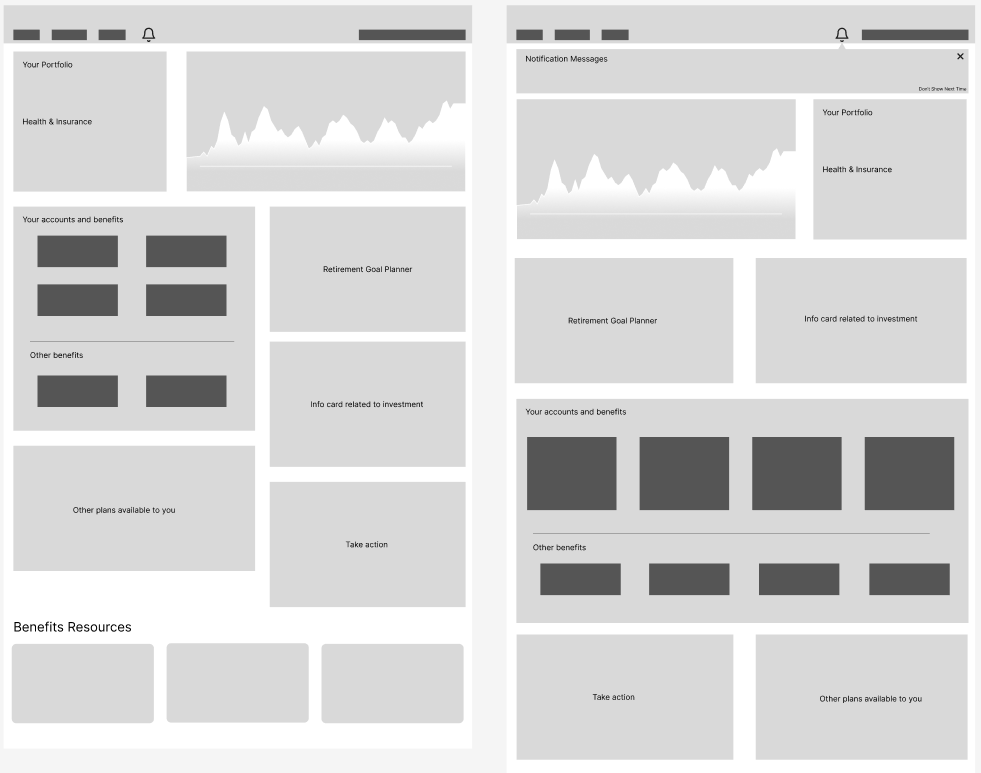 Your Portfolio
Health & Insurance
Your accounts and benefits
Retirement Goal Planner
Other benefits
Info card related to investment
Other plans available to you
Take action
Benefits Resources
Notification Messages
Don't Show Next Time
Your Portfolio
Health & Insurance
Retirement Goal Planner
Info card related to investment
Your accounts and benefits
Other benefits
Take action
Other plans available to you